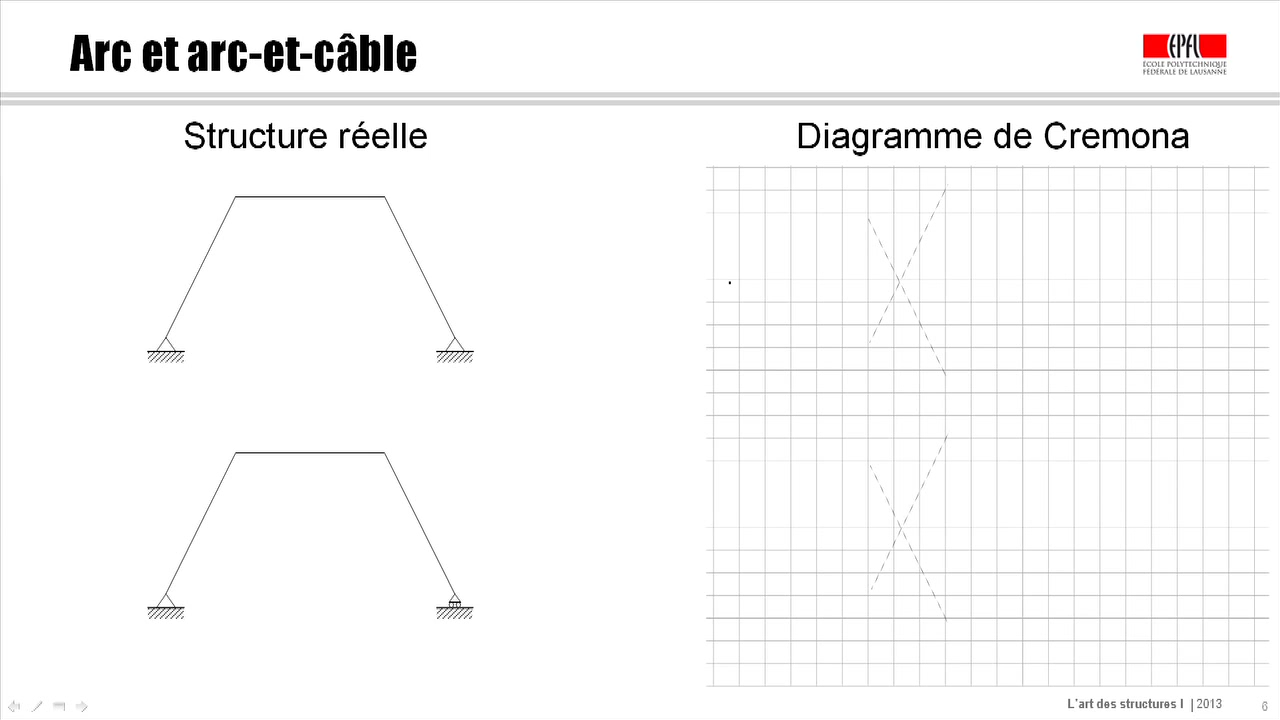 Arc et arc-et-câble
EPFL
ÉCOLE POLYTECHNIQUE
FÉDÉRALE DE LAUSANNE
Structure réelle
Diagramme de Cremona
L'art des structures I | 2013
6